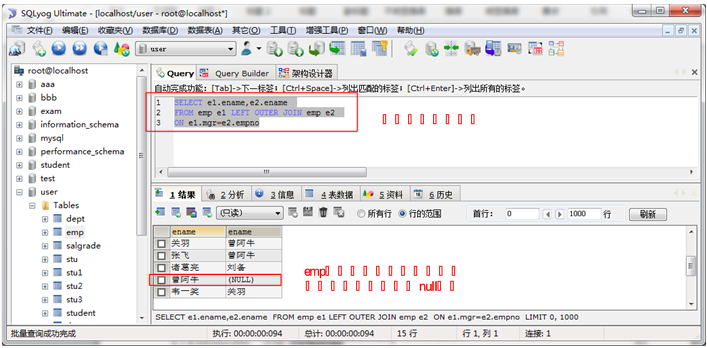 SQLyog Ultimate - [localhost/user - root@localhost]
文件(F) 编辑(E) 收藏夹(V) 数据库(D) 数据表(A) 其它(O) 工具(T) 增强工具(P) 窗口(W) 帮助(H)
user
root@localhost
aaa
bbbb
exam
information_schema
mysql
performance_schema
student
test
user
Tables
dept
emp
salgrade
stu
stu1
stu2
stu3
student
Query Query Builder 架构设计器
自动完成功能: [Tab]->下一标签; [Ctrl+Space]->列出匹配的标签; [Ctrl+Enter]->列出所有的标签。
1 SELECT e1.ename,e2.ename
2 FROM emp e1 LEFT OUTER JOIN emp e2
3 ON e1.mgr=e2.empno
1 结果 2 分析 3 信息 4 表数据 5 资料 6 历史
(只读) 所有行 行的范围 首行: 0 1000 行 刷新
ename ename
关羽 曾阿牛
张飞 曾阿牛
诸葛亮 刘备
曾阿牛 (NULL)
韦一笑 关羽
emp
null
SELECT e1.ename,e2.ename FROM emp e1 LEFT OUTER JOIN emp e2 ON e1.mgr=e2.empno LIMIT 0, 1000
批量查询成功完成 执行: 00:00:00:094 总计: 00:00:00:094 15 行 行 1, 列 1 连接: 1